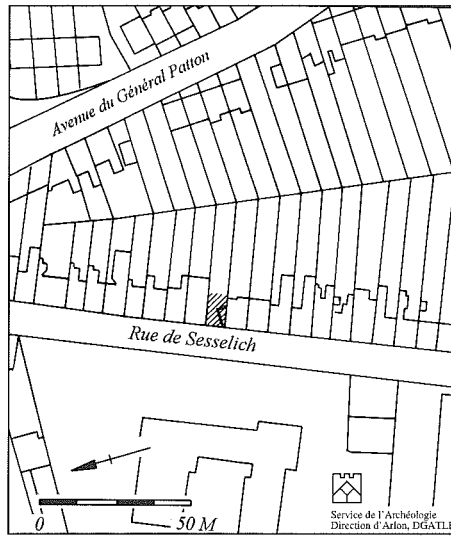 Avenue du Général Patton
Rue de Sesselich
0 50 M
Service de l'Archéologie
Direction d'Arlon, DGATLP